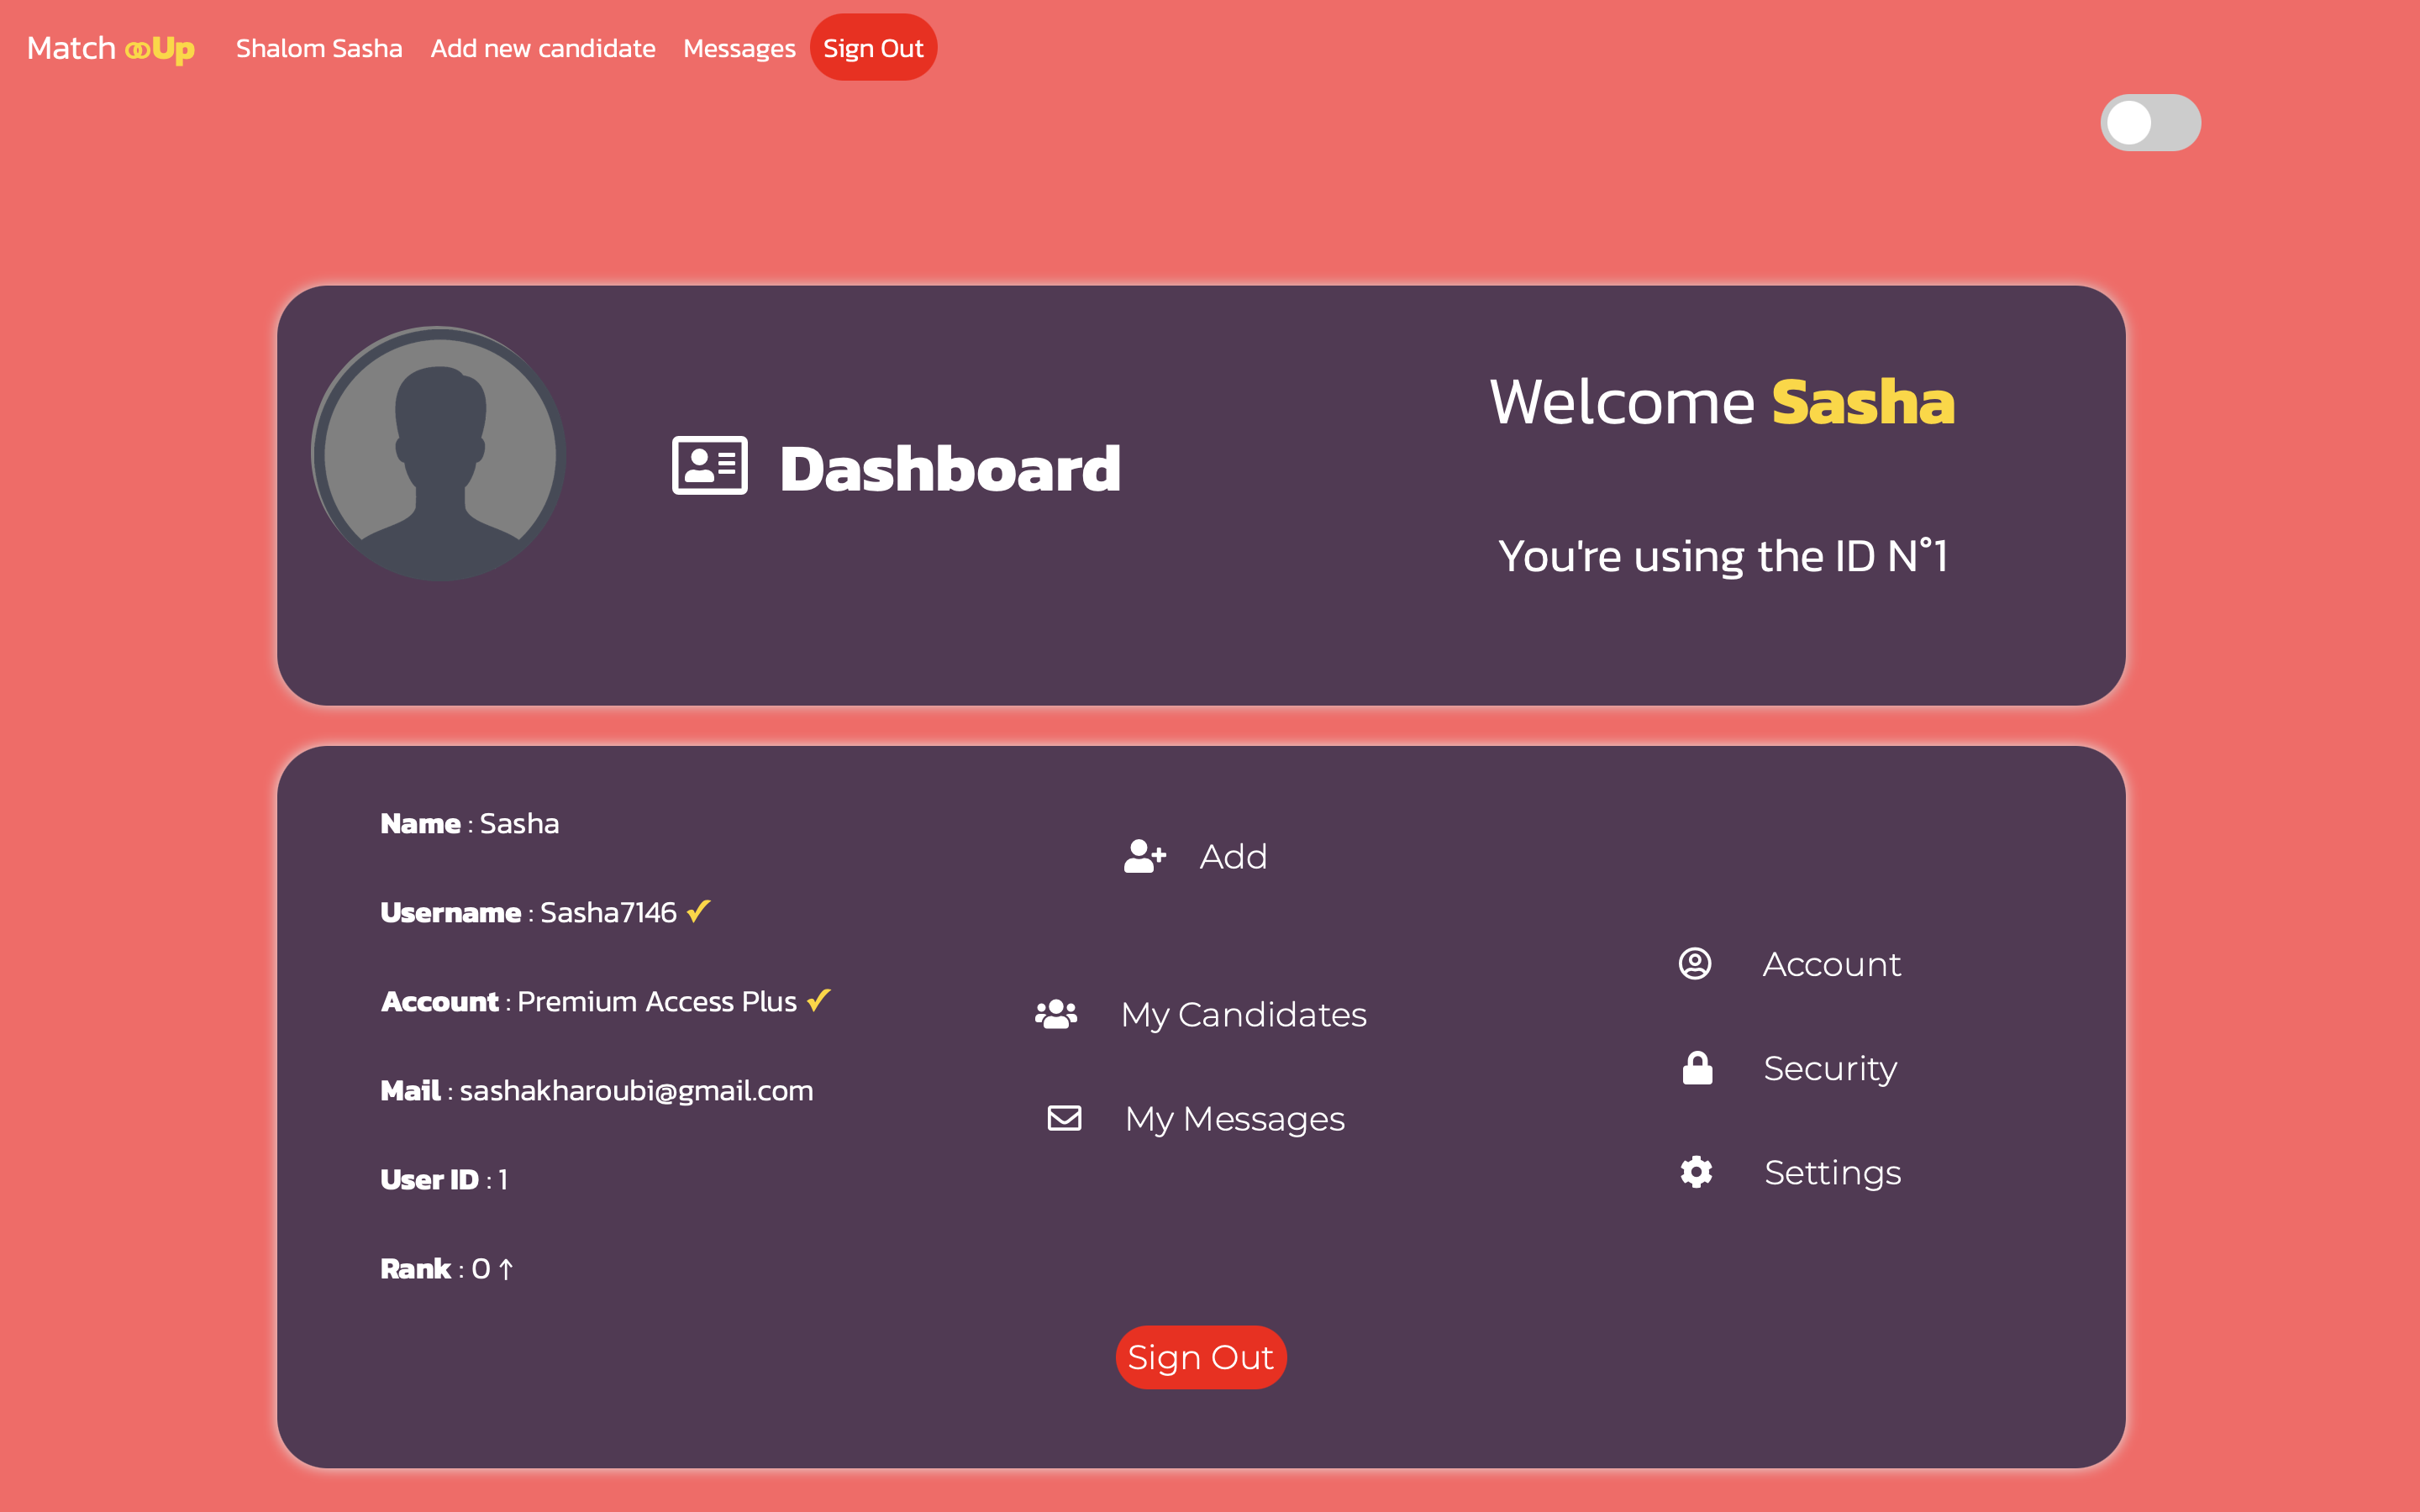 Match Up Shalom Sasha Add new candidate Messages Sign Out
Dashboard
Welcome Sasha
You're using the ID N°1
Name : Sasha
Username : Sasha7146 ✓
Account : Premium Access Plus ✓
Mail : sashakharoubi@gmail.com
User ID : 1
Rank : 0 ↑
Add
My Candidates
My Messages
Account
Security
Settings
Sign Out